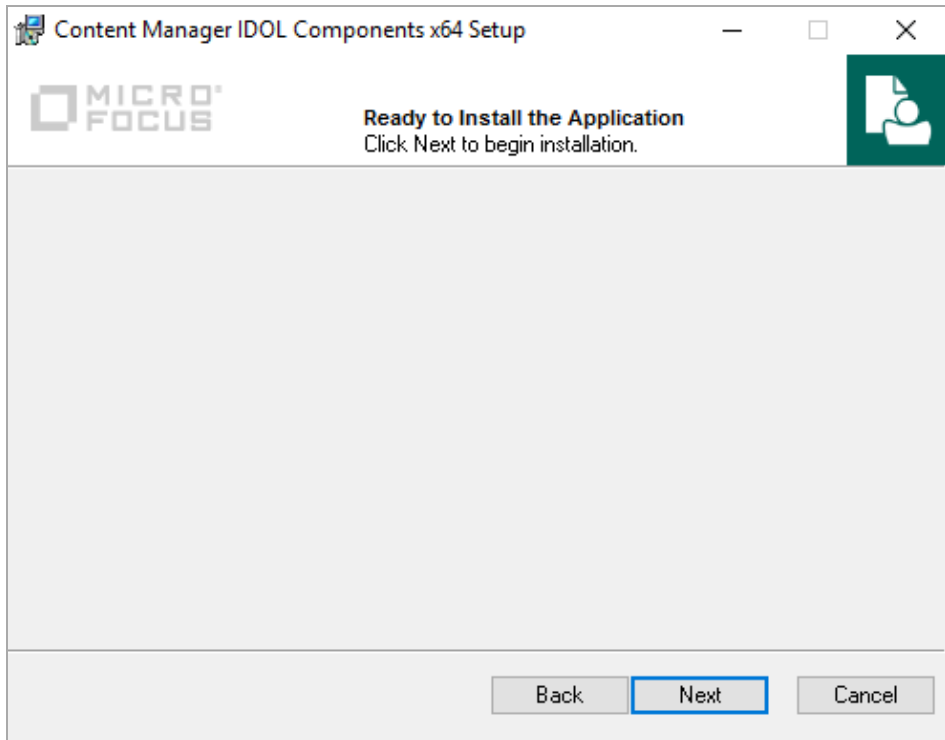 Content Manager IDOL Components x64 Setup
MICRO
FOCUS
Ready to Install the Application
Click Next to begin installation.
Back Next Cancel